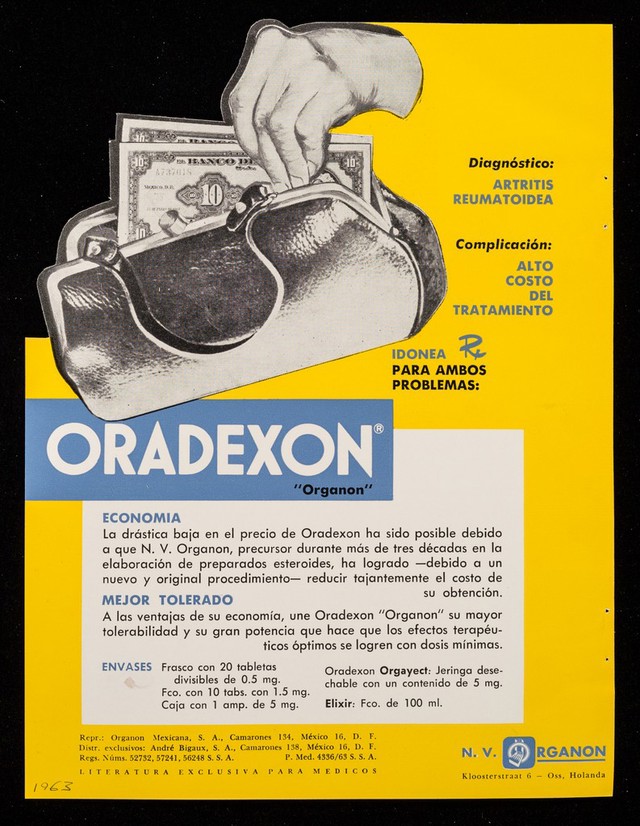 10
BANCO DE
A737018
MEXICO, D.F.
10
Diagnóstico:
ARTRITIS
REUMATOIDEA
Complicación:
ALTO
COSTO
DEL
TRATAMIENTO
IDONEA Rx
PARA AMBOS
PROBLEMAS:
ORADEXON®
"Organon"
ECONOMIA
La drástica baja en el precio de Oradexon ha sido posible debido
a que N. V. Organon, precursor durante más de tres décadas en la
elaboración de preparados esteroides, ha logrado —debido a un
nuevo y original procedimiento— reducir tajantemente el costo de
su obtención.
MEJOR TOLERADO
A las ventajas de su economía, une Oradexon "Organon" su mayor
tolerabilidad y su gran potencia que hace que los efectos terapéu-
ticos óptimos se logren con dosis mínimas.
ENVASES Frasco con 20 tabletas
divisibles de 0.5 mg.
Fco. con 10 tabs. con 1.5 mg.
Caja con 1 amp. de 5 mg.
Oradexon Orgayect: Jeringa dese-
chable con un contenido de 5 mg.
Elixir: Fco. de 100 ml.
Repr.: Organon Mexicana, S. A., Camarones 134, México 16, D. F.
Distr. exclusivos: André Bigaux, S. A., Camarones 138, México 16, D. F.
Regs. Núms. 52732, 57241, 56248 S. S. A. P. Med. 4336/63 S. S. A.
LITERATURA EXCLUSIVA PARA MEDICOS
N. V. ORGANON
Kloosterstraat 6 – Oss, Holanda
1963